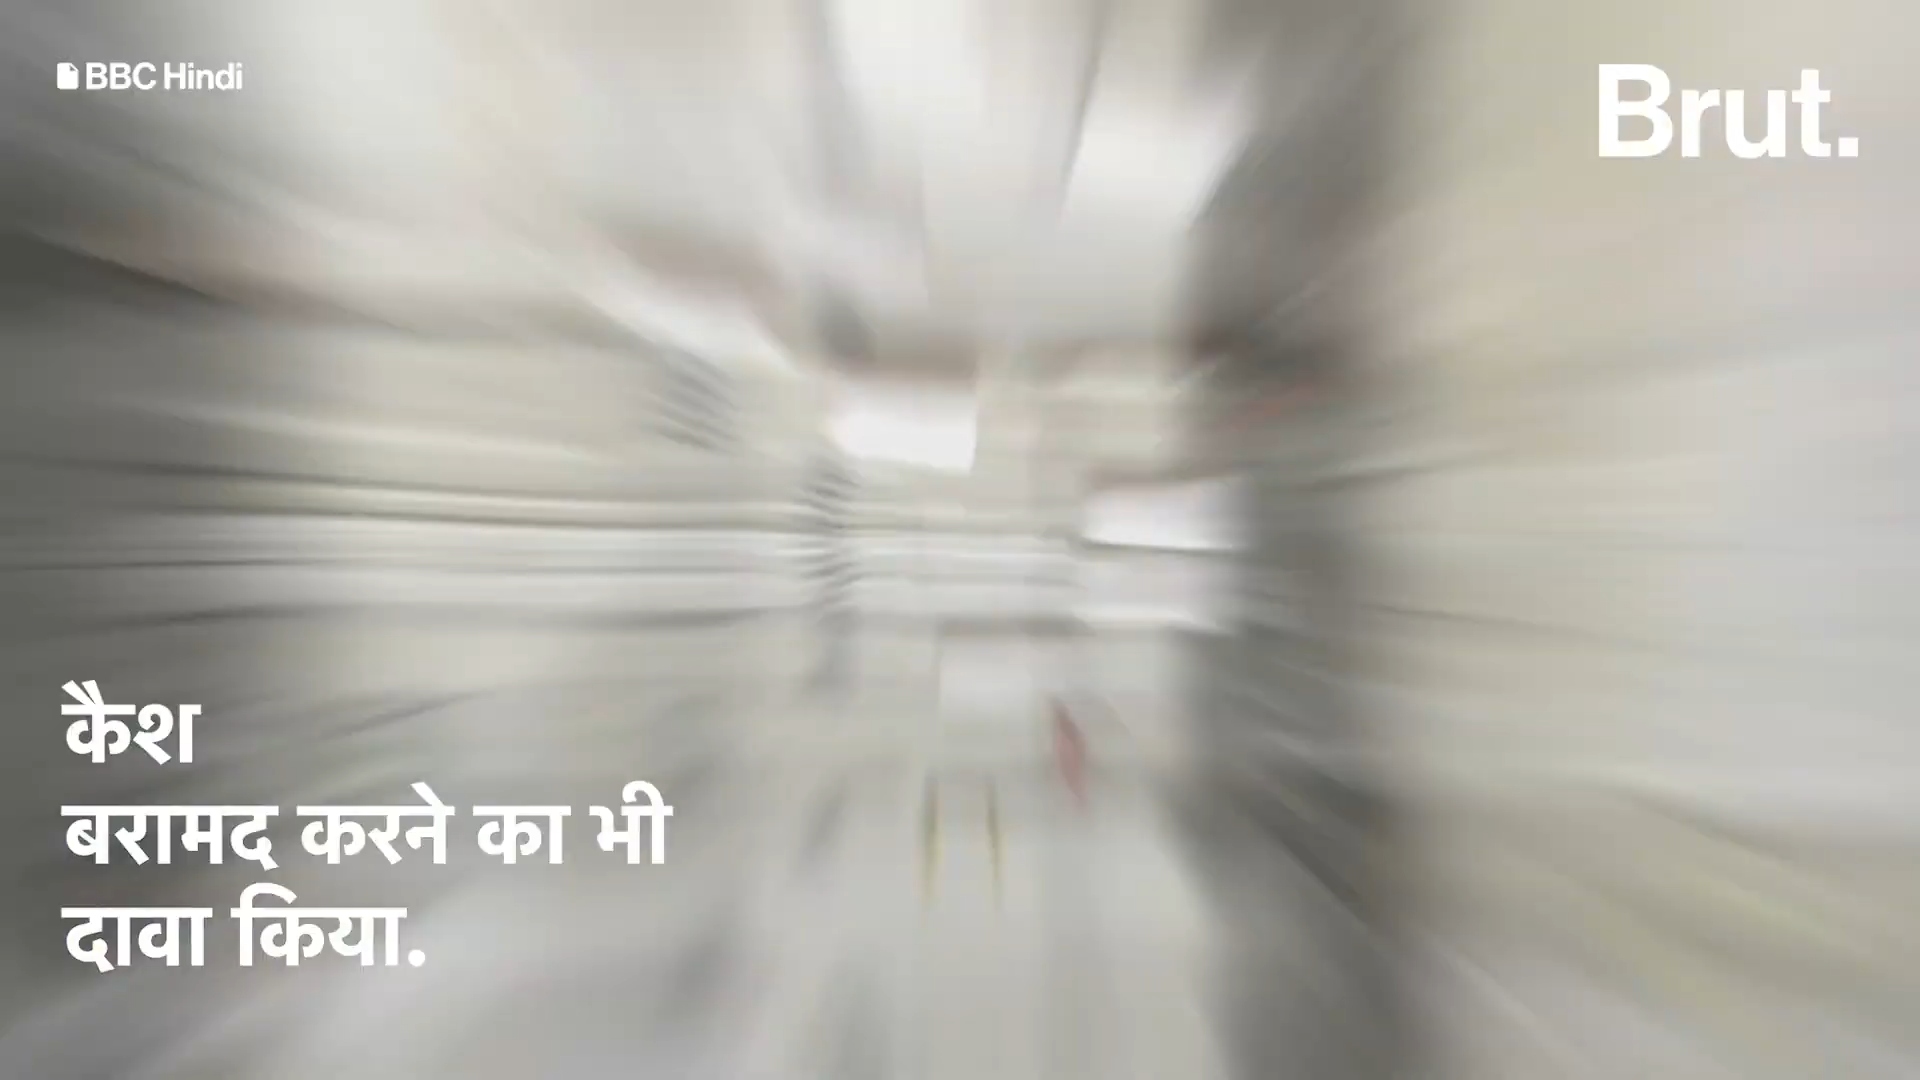 BBC Hindi
Brut.
कैश
बरामद करने का भी
दावा किया.